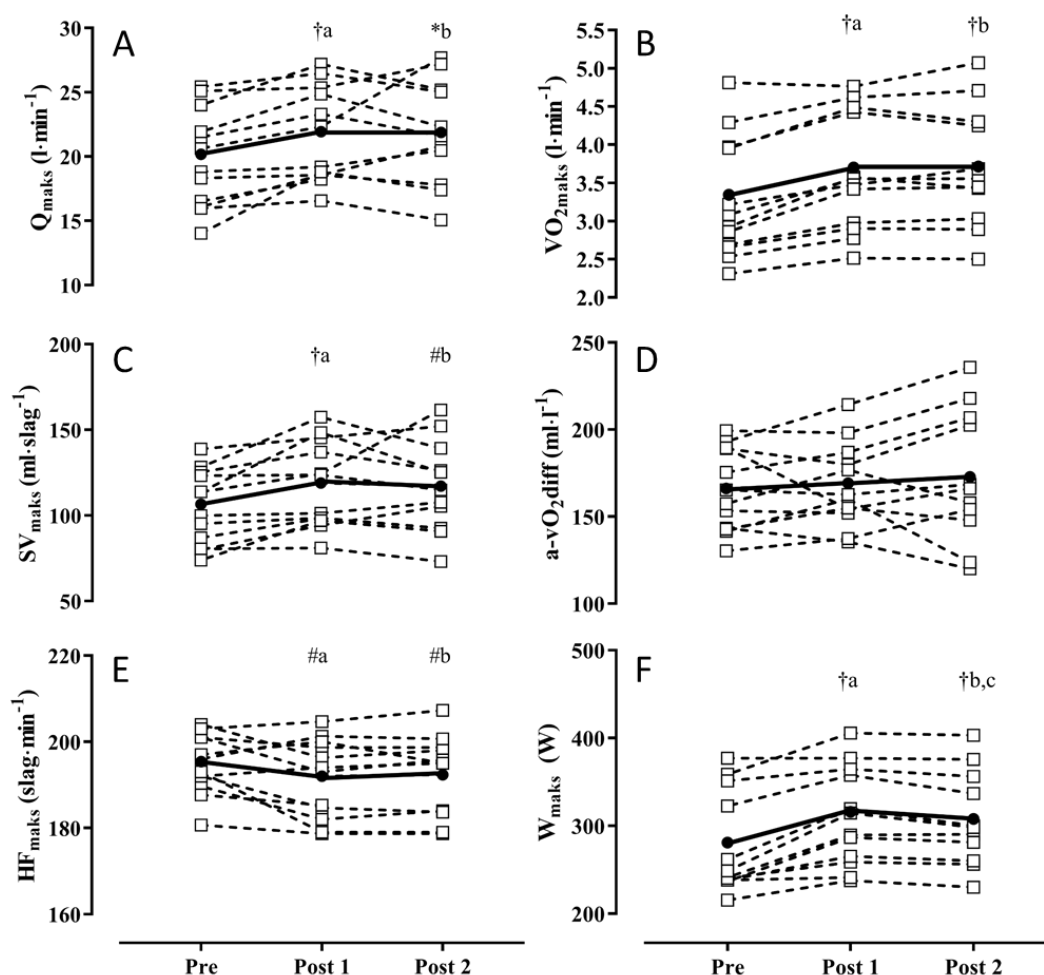 A
†a
*b
30
25
20
15
10
Qmaks (l·min⁻¹)
B
†a
†b
5.5
5.0
4.5
4.0
3.5
3.0
2.5
2.0
VO₂maks (l·min⁻¹)
C
†a
#b
200
150
100
50
SVmaks (ml·slag⁻¹)
D
250
200
150
100
a-vO₂diff (ml·l⁻¹)
E
#a
#b
220
200
180
160
HFmaks (slag·min⁻¹)
F
†a
†b,c
500
400
300
200
Wmaks (W)
Pre Post 1 Post 2
Pre Post 1 Post 2